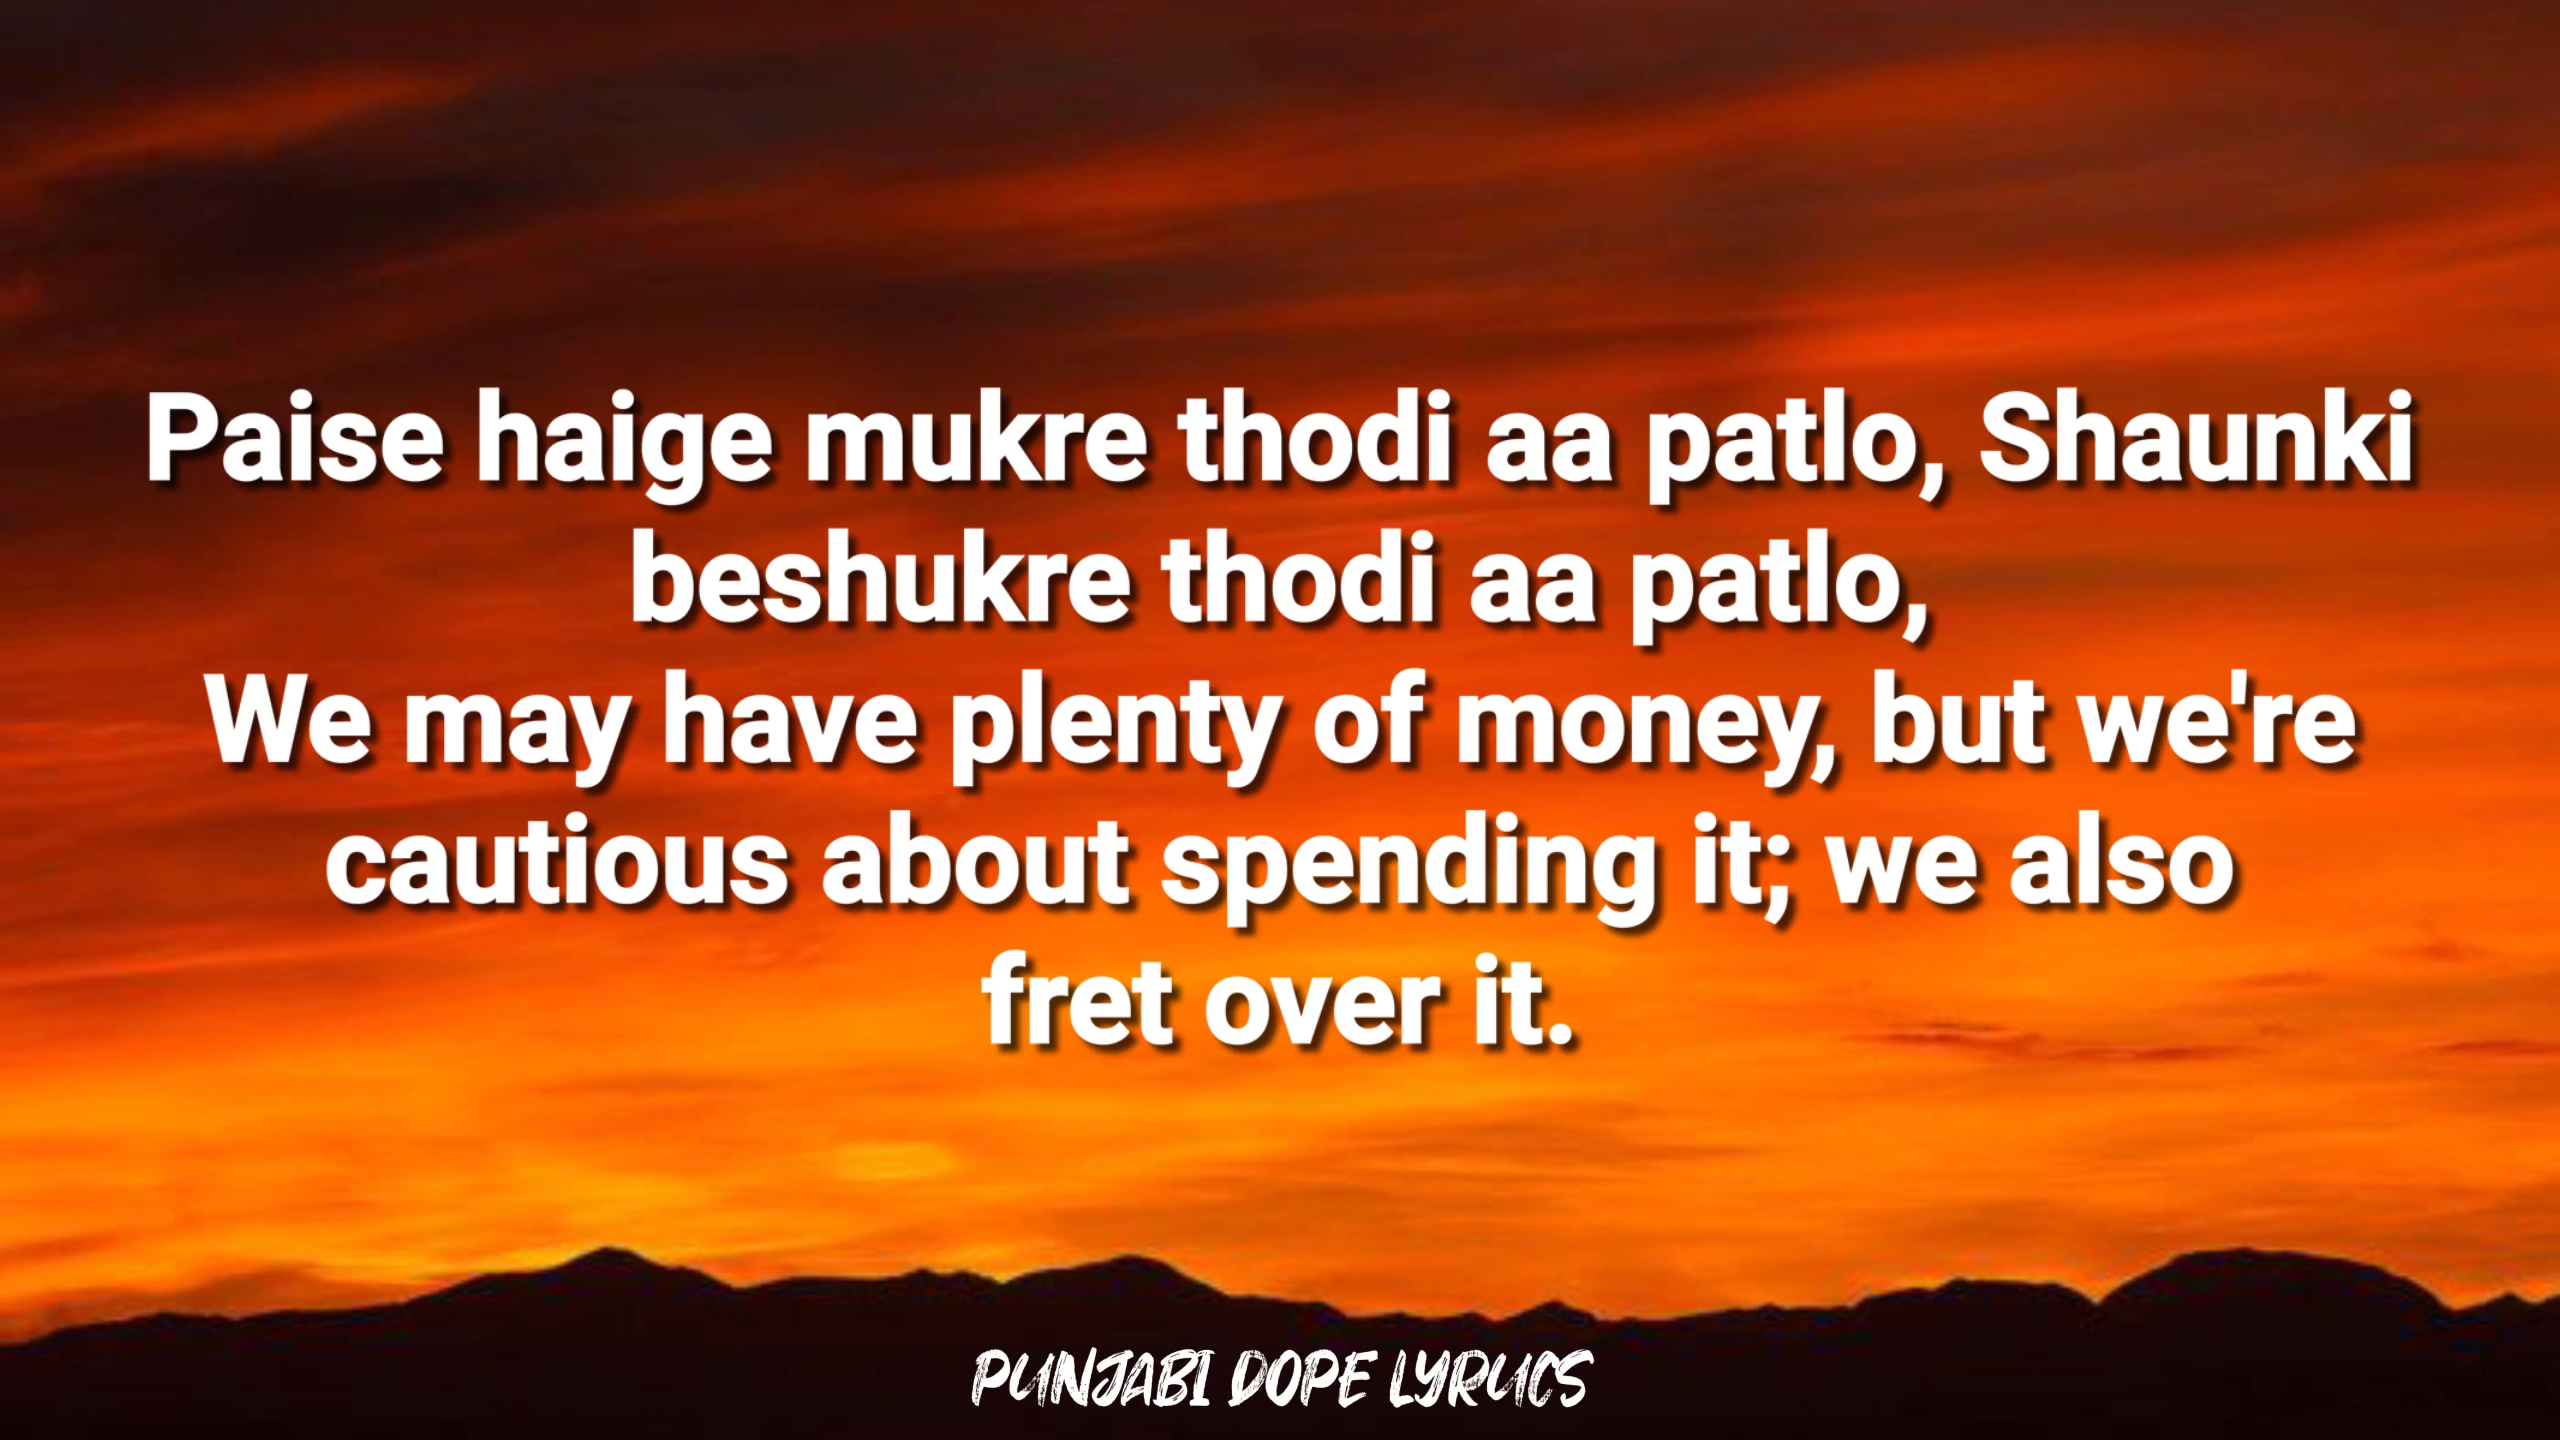 Paise haige mukre thodi aa patlo, Shaunki
beshukre thodi aa patlo,
We may have plenty of money, but we're
cautious about spending it; we also
fret over it.
PUNJABI DOPE LYRUCS